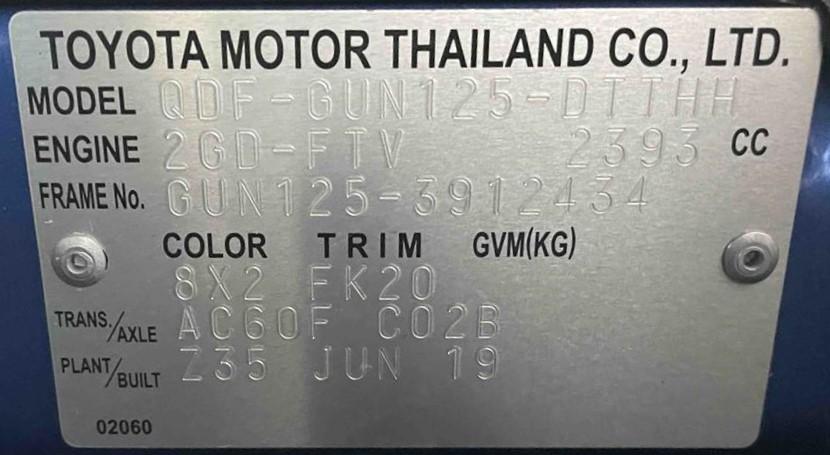 TOYOTA MOTOR THAILAND CO., LTD.
MODEL QDF-GUN125-DTTHH
ENGINE 2GD-FTV 2393 CC
FRAME No. GUN125-3912434
COLOR TRIM GVM(KG)
8X2 FK20
TRANS./AXLE AC60F C02B
PLANT/BUILT Z35 JUN 19
02060